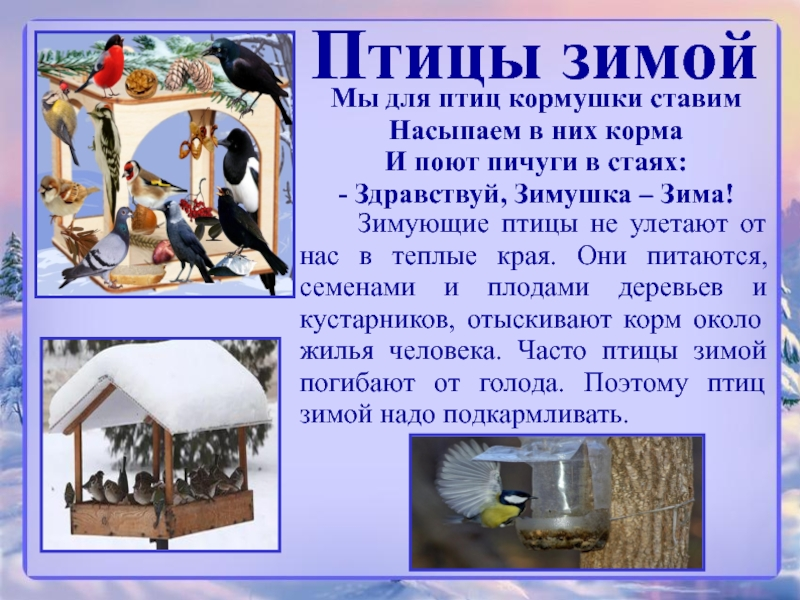 Птицы зимой
Мы для птиц кормушки ставим
Насыпаем в них корма
И поют пичуги в стаях:
- Здравствуй, Зимушка – Зима!
Зимующие птицы не улетают от
нас в теплые края. Они питаются,
семенами и плодами деревьев и
кустарников, отыскивают корм около
жилья человека. Часто птицы зимой
погибают от голода. Поэтому птиц
зимой надо подкармливать.